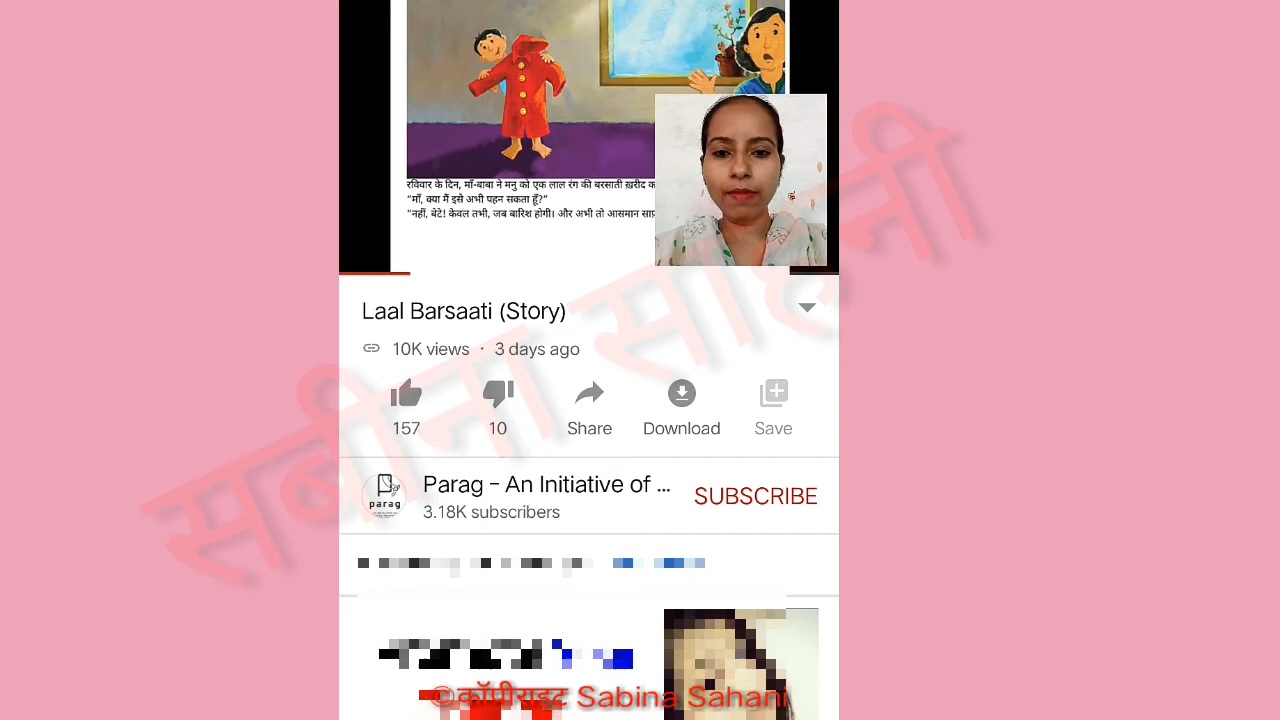 रविवार के दिन, माँ-बाबा ने मनु को एक लाल रंग की बरसाती ख़रीद
“माँ, क्या मैं इसे अभी पहन सकता हूँ?”
“नहीं, बेटे! केवल तभी, जब बारिश होगी। और अभी तो आसमान
Laal Barsaati (Story)
10K views · 3 days ago
157
10
Share
Download
Save
Parag – An Initiative of ...
3.18K subscribers
SUBSCRIBE
parag
सबीना साहनी
©कॉपीराइट Sabina Sahani